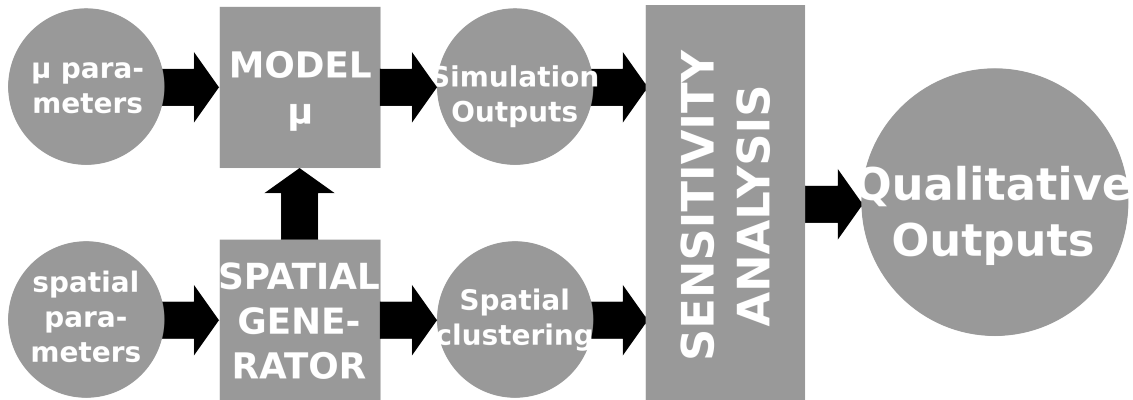 µ para-
meters
MODEL
µ
Simulation
Outputs
SENSITIVITY
ANALYSIS
Qualitative
Outputs
spatial
para-
meters
SPATIAL
GENE-
RATOR
Spatial
clustering